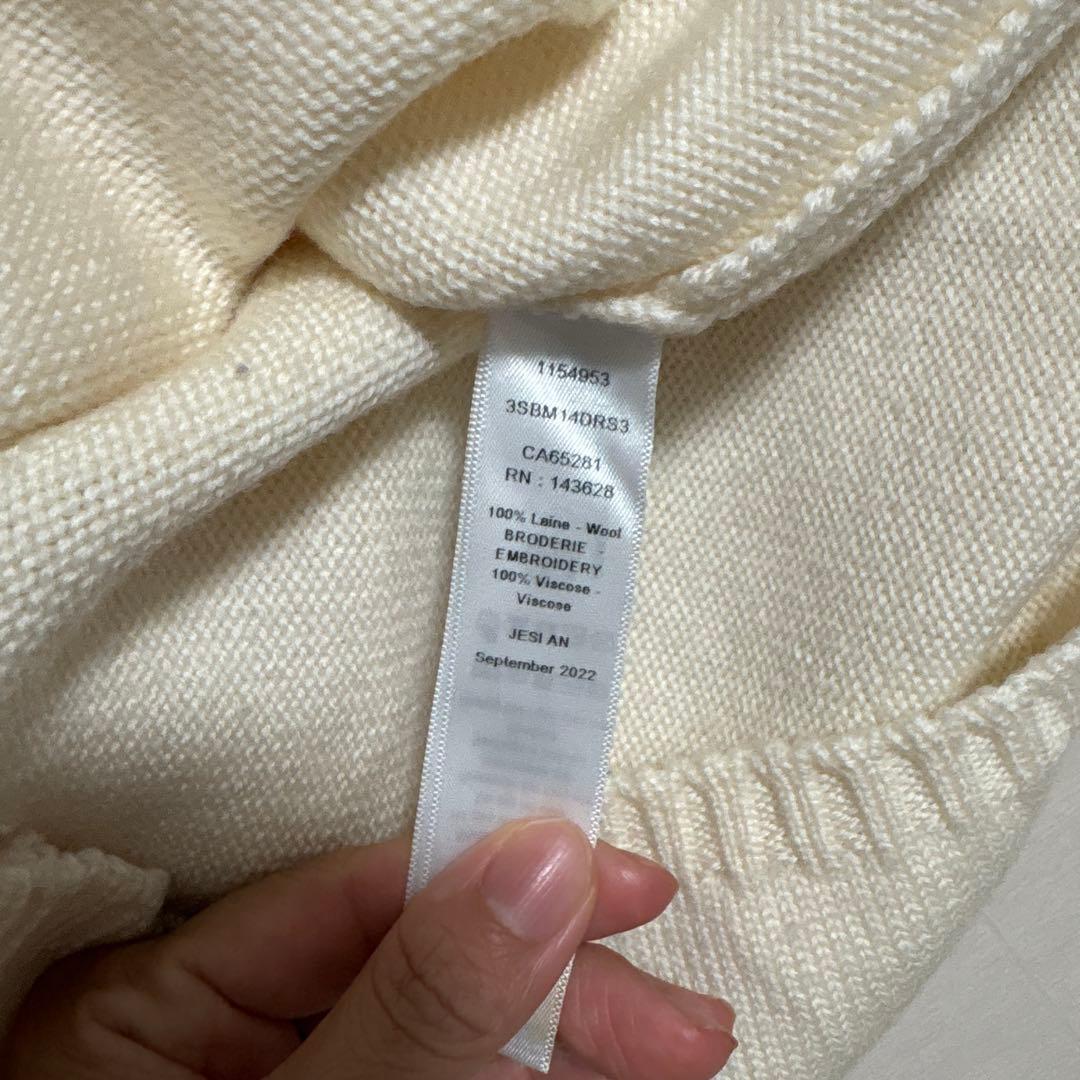 1154953
3SBM14DRS3
CA65281
RN : 143628
100% Laine - Wool
BRODERIE -
EMBROIDERY
100% Viscose -
Viscose
JESI AN
September 2022